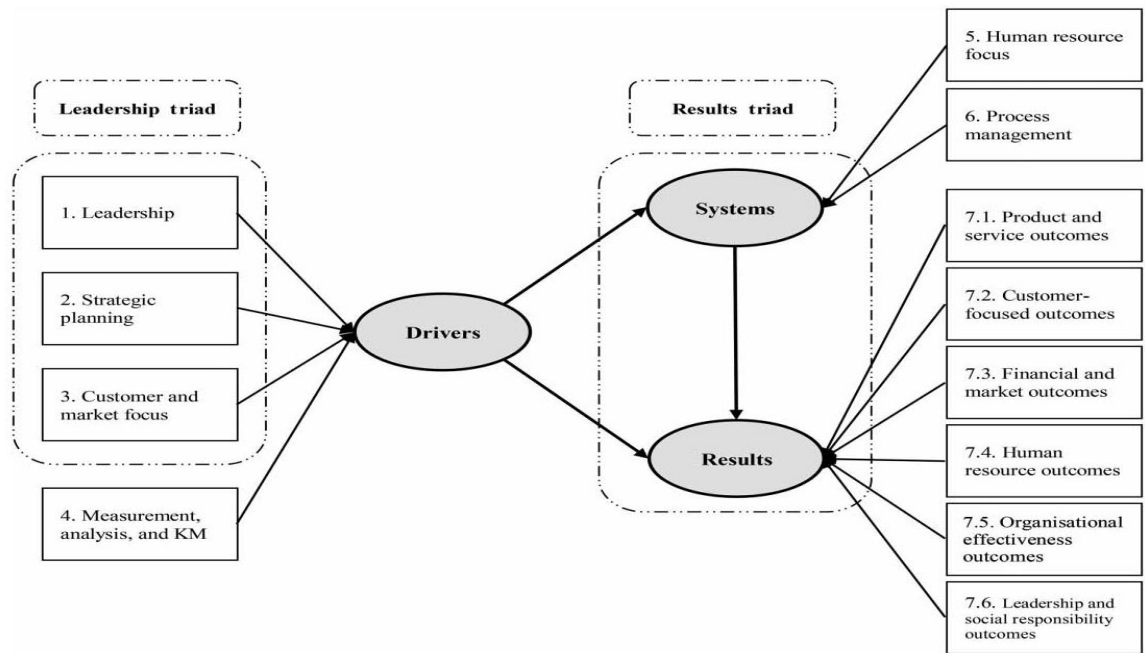 Leadership triad
1. Leadership
2. Strategic
planning
3. Customer and
market focus
4. Measurement,
analysis, and KM
Drivers
Results triad
Systems
Results
5. Human resource
focus
6. Process
management
7.1. Product and
service outcomes
7.2. Customer-
focused outcomes
7.3. Financial and
market outcomes
7.4. Human
resource outcomes
7.5. Organisational
effectiveness
outcomes
7.6. Leadership and
social responsibility
outcomes